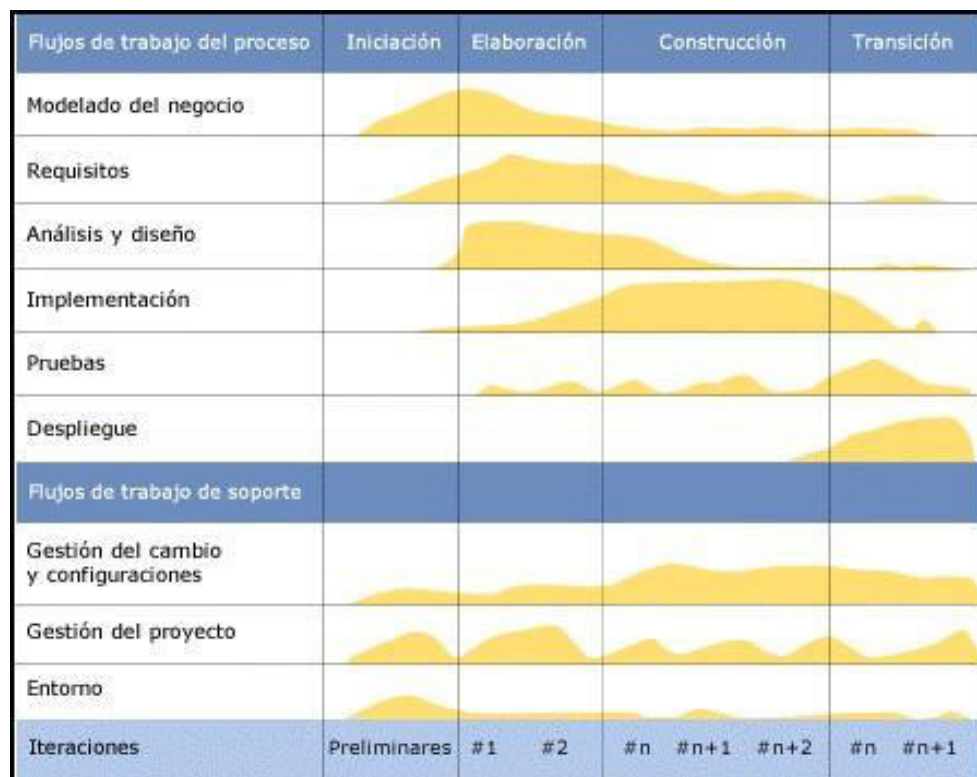 Flujos de trabajo del proceso Iniciación Elaboración Construcción Transición
Modelado del negocio
Requisitos
Análisis y diseño
Implementación
Pruebas
Despliegue
Flujos de trabajo de soporte
Gestión del cambio
y configuraciones
Gestión del proyecto
Entorno
Iteraciones Preliminares #1 #2 #n #n+1 #n+2 #n #n+1